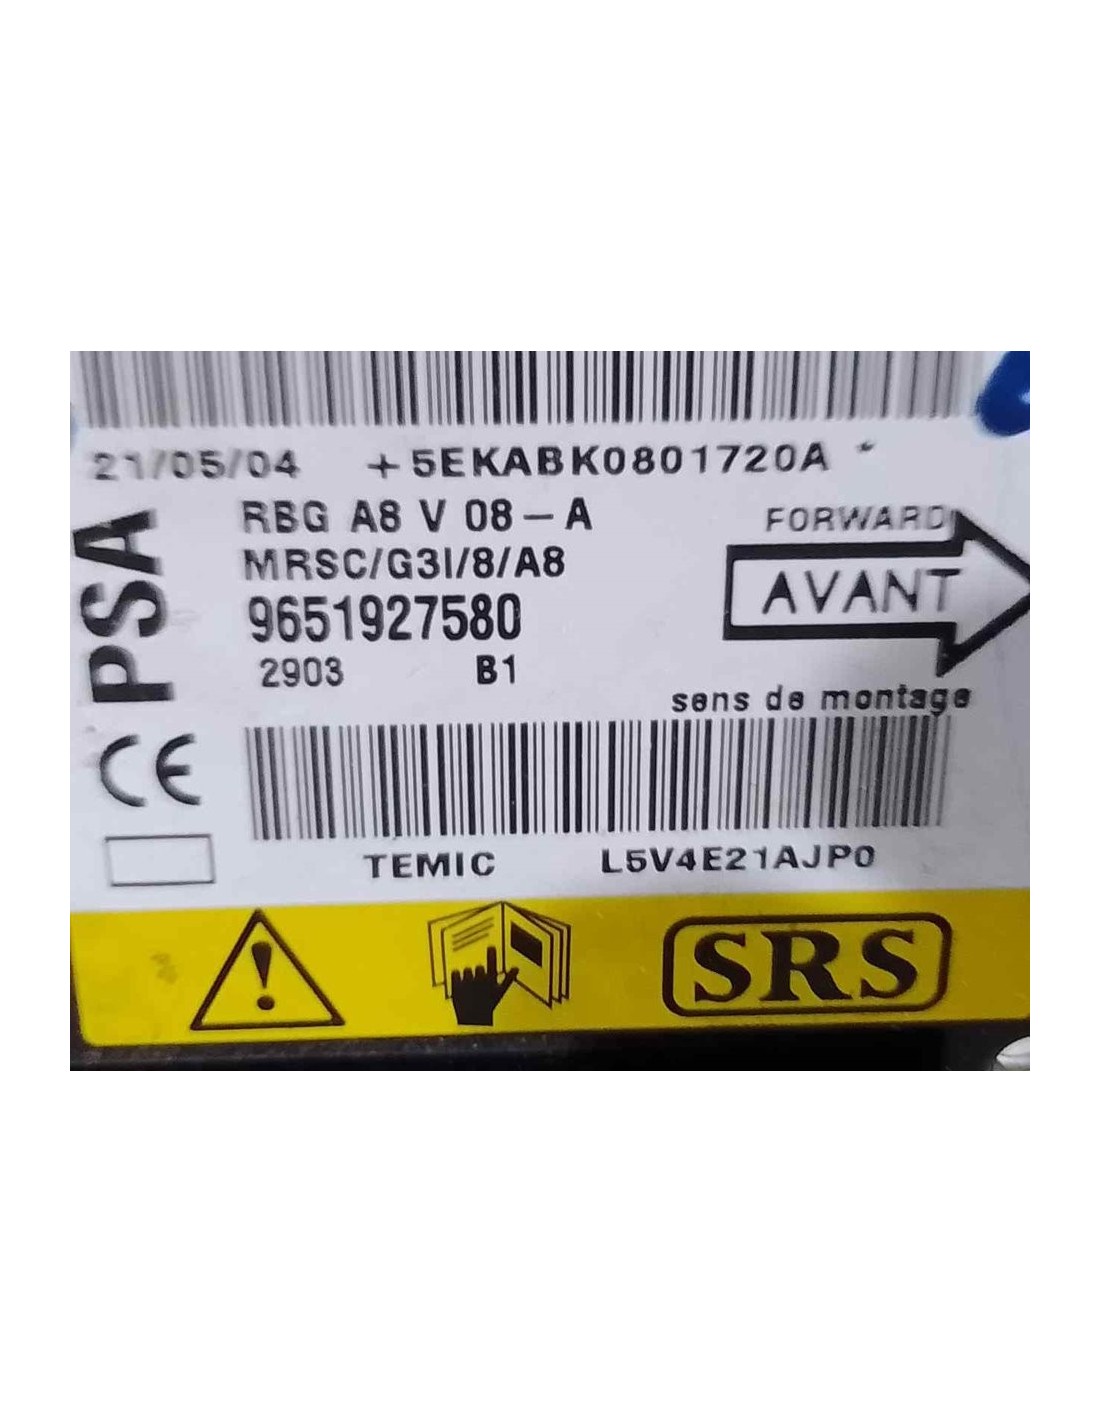 21/05/04 +5EKABK0801720A *
PSA
RBG A8 V 08-A
MRSC/G3I/8/A8
9651927580
2903 B1
FORWARD
AVANT
sens de montage
CE
TEMIC L5V4E21AJP0
SRS